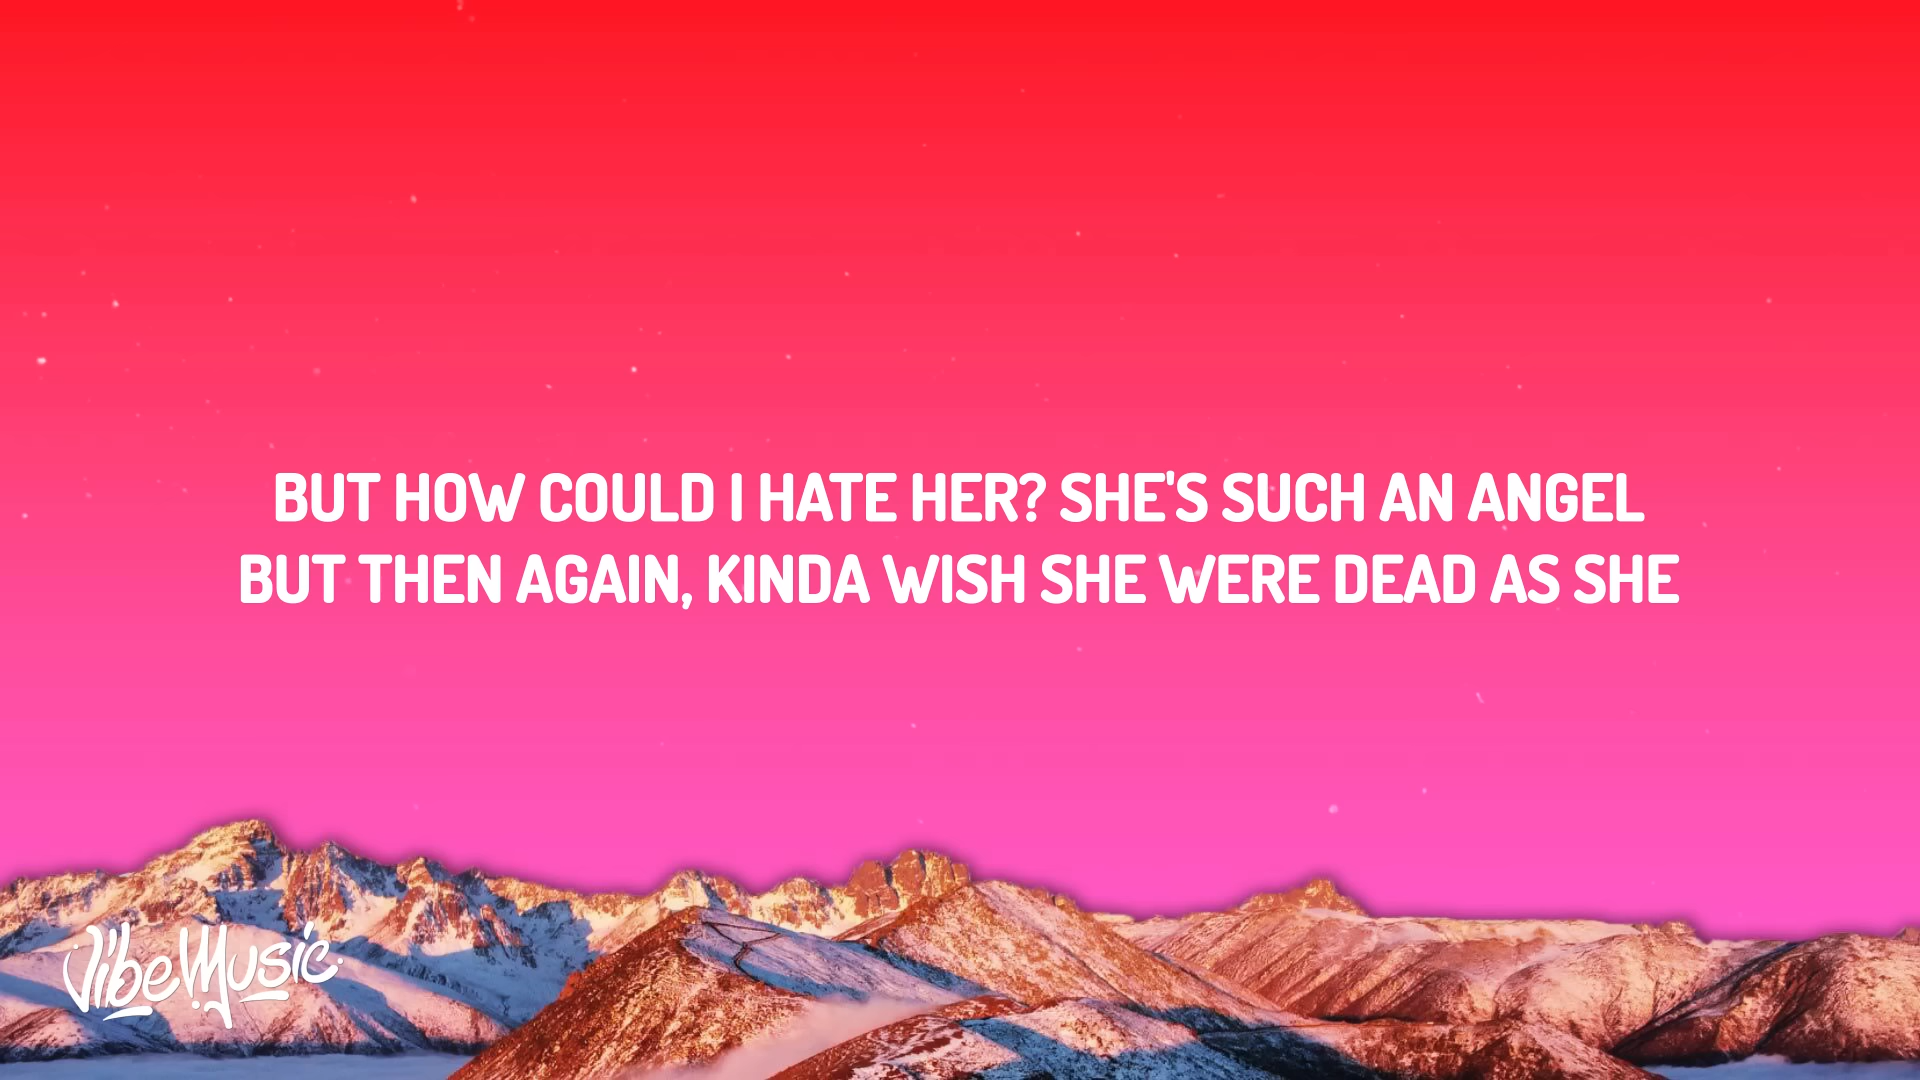 BUT HOW COULD I HATE HER? SHE'S SUCH AN ANGEL
BUT THEN AGAIN, KINDA WISH SHE WERE DEAD AS SHE
VibeMusic.